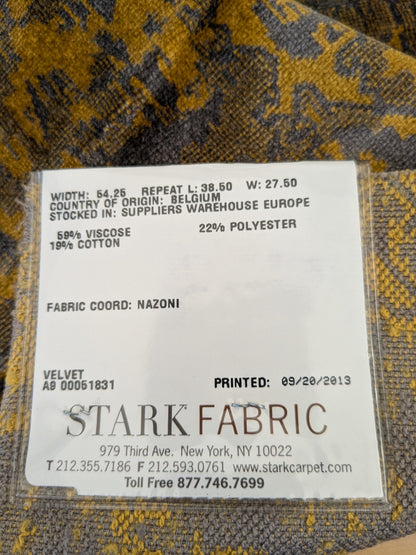 WIDTH: 54.25 REPEAT L: 38.50 W: 27.50
COUNTRY OF ORIGIN: BELGIUM
STOCKED IN: SUPPLIERS WAREHOUSE EUROPE
59% VISCOSE 22% POLYESTER
19% COTTON
FABRIC COORD: NAZONI
VELVET
A9 00051831 PRINTED: 09/20/2013
STARK FABRIC
979 Third Ave. New York, NY 10022
T 212.355.7186 F 212.593.0761 www.starkcarpet.com
Toll Free 877.746.7699